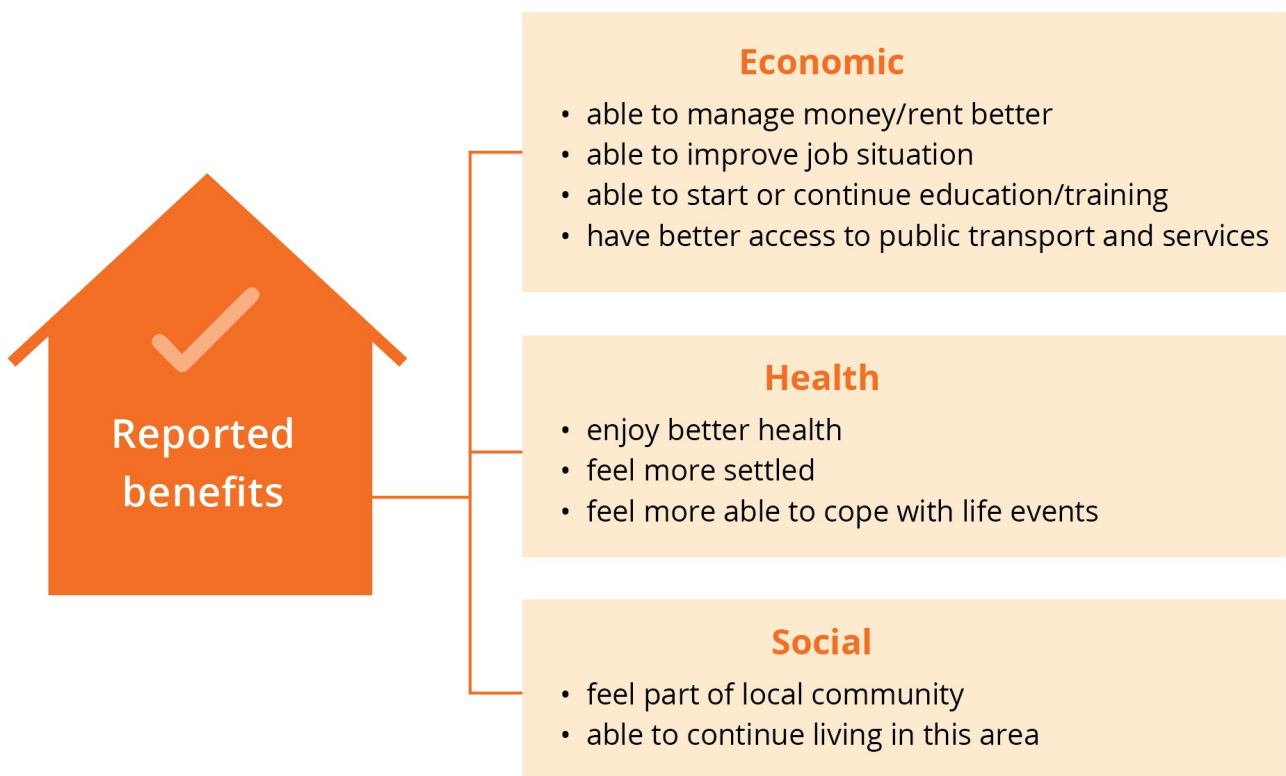 Reported
benefits
Economic
• able to manage money/rent better
• able to improve job situation
• able to start or continue education/training
• have better access to public transport and services
Health
• enjoy better health
• feel more settled
• feel more able to cope with life events
Social
• feel part of local community
• able to continue living in this area